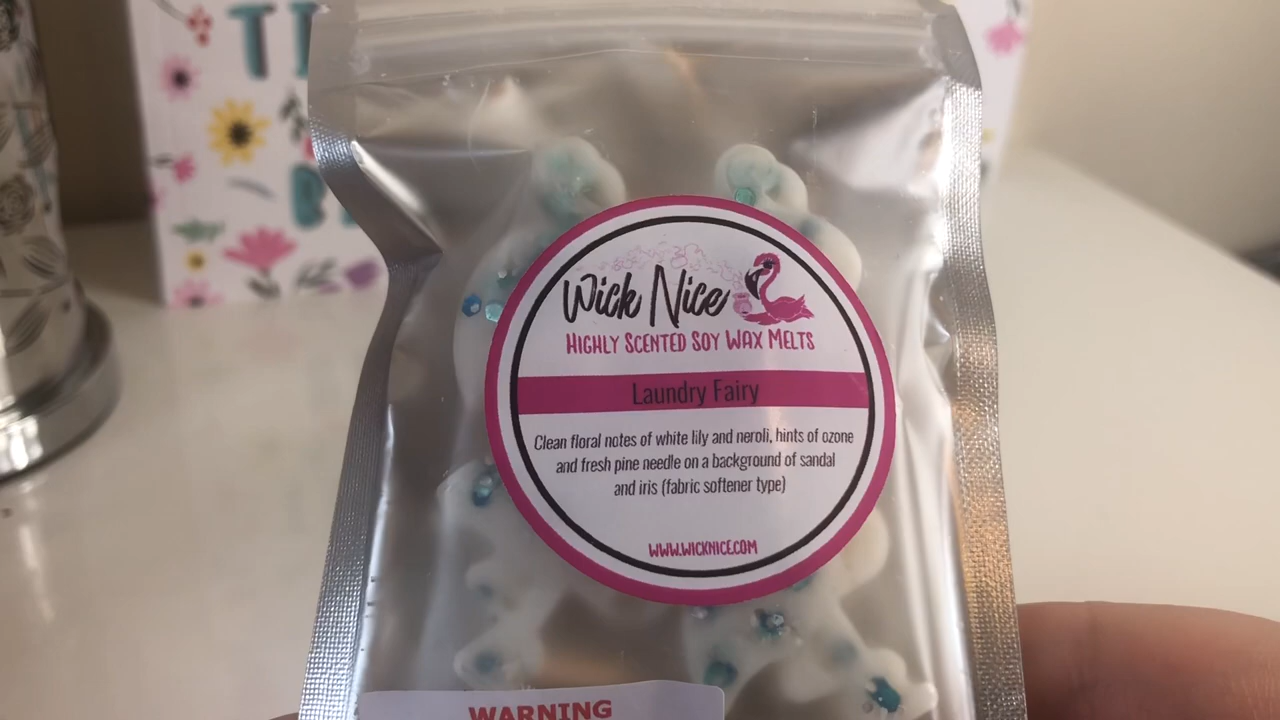 Wick Nice
HIGHLY SCENTED SOY WAX MELTS
Laundry Fairy
Clean floral notes of white lily and neroli, hints of ozone
and fresh pine needle on a background of sandal
and iris (fabric softener type)
WWW.WICKNICE.COM
WARNING